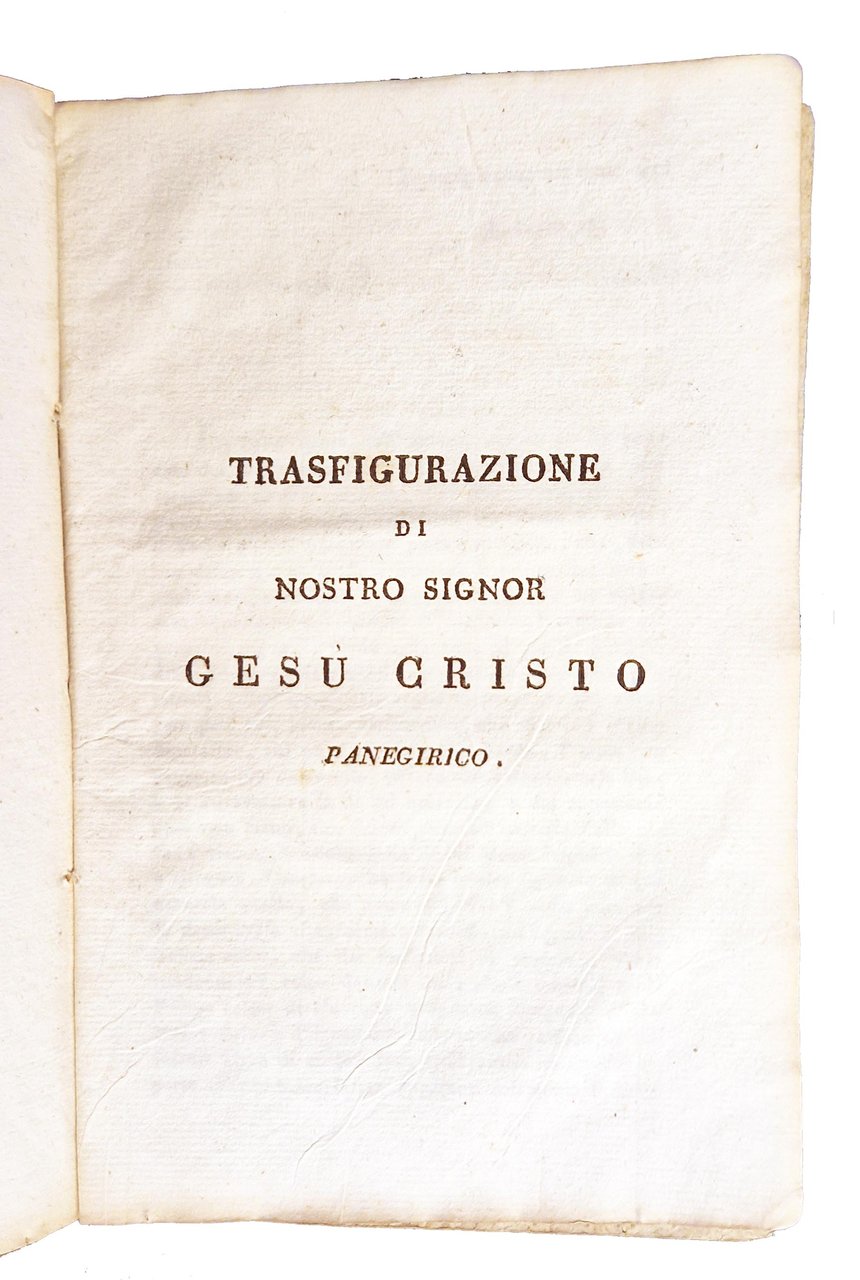 TRASFIGURAZIONE
DI
NOSTRO SIGNOR
GESÙ CRISTO
PANEGIRICO.